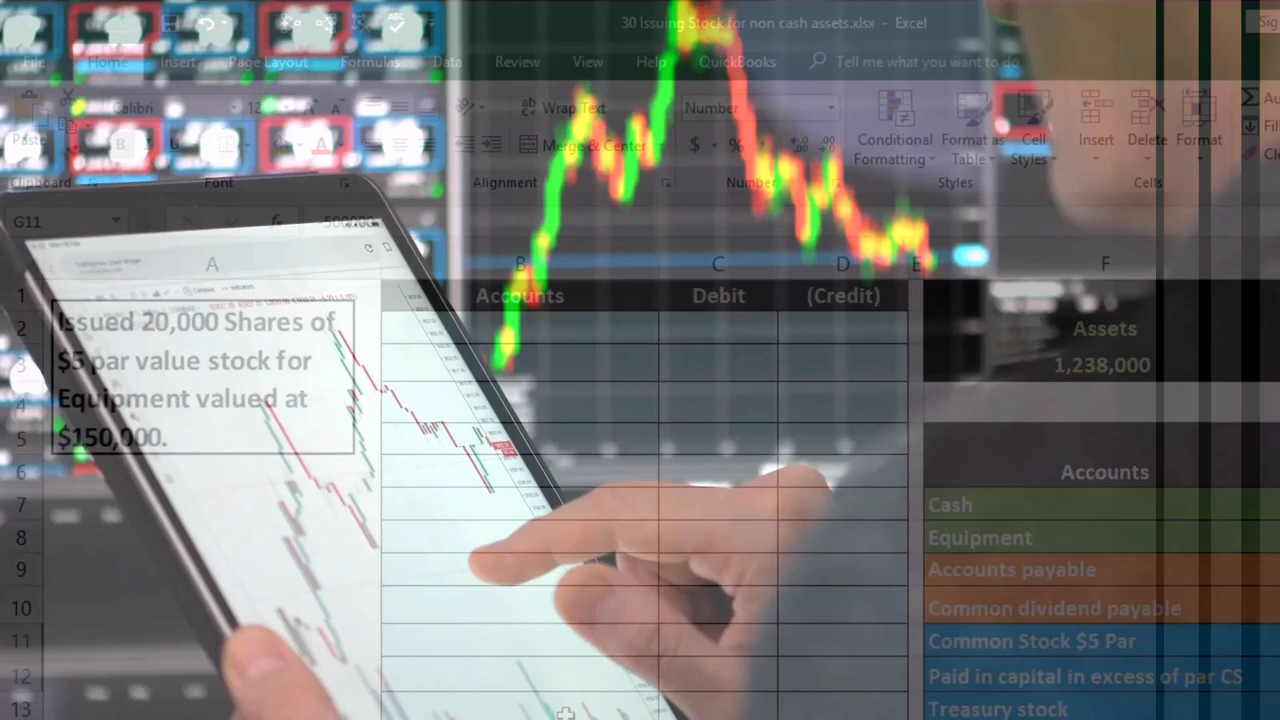 30 Issuing Stock for non cash assets.xlsx - Excel
Sig
File Home Insert Page Layout Formulas Data Review View Help QuickBooks Tell me what you want to do
Calibri 12 Wrap Text Number
Paste B Merge & Center $ % Conditional Formatting Format as Table Cell Styles Insert Delete Format
Clipboard Font Alignment Number Styles Cells
G11 fx 500000
A B C D E F
1 Accounts Debit (Credit)
2 Issued 20,000 Shares of Assets
3 $5 par value stock for 1,238,000
4 Equipment valued at
5 $150,000.
6 Accounts
7 Cash
8 Equipment
9 Accounts payable
10 Common dividend payable
11 Common Stock $5 Par
12 Paid in capital in excess of par CS
13 Treasury stock